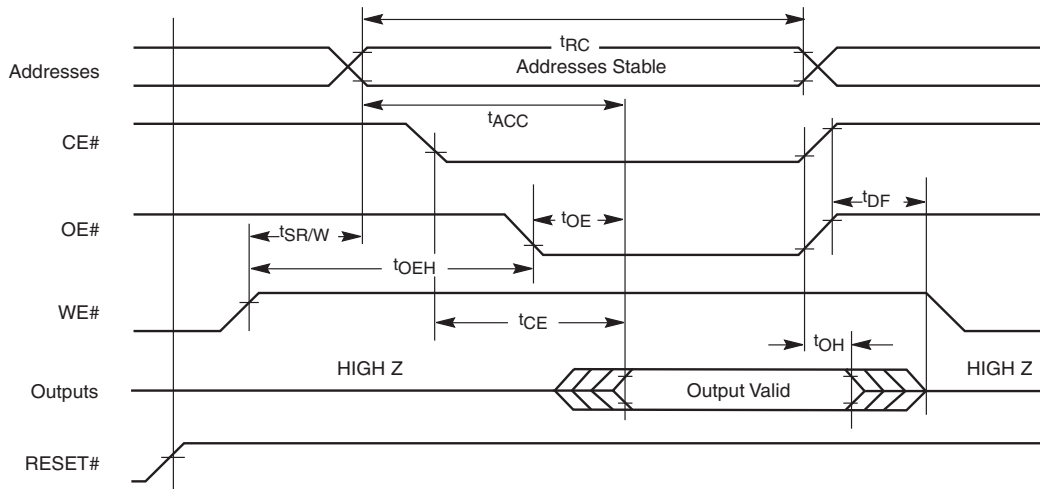 tRC
Addresses
Addresses Stable
tACC
CE#
tDF
tOE
OE#
tSR/W
tOEH
WE#
tCE
tOH
HIGH Z
HIGH Z
Outputs
Output Valid
RESET#